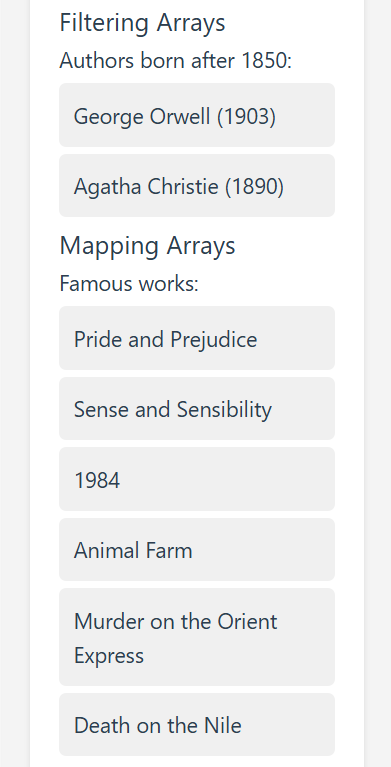 Filtering Arrays
Authors born after 1850:
George Orwell (1903)
Agatha Christie (1890)
Mapping Arrays
Famous works:
Pride and Prejudice
Sense and Sensibility
1984
Animal Farm
Murder on the Orient
Express
Death on the Nile